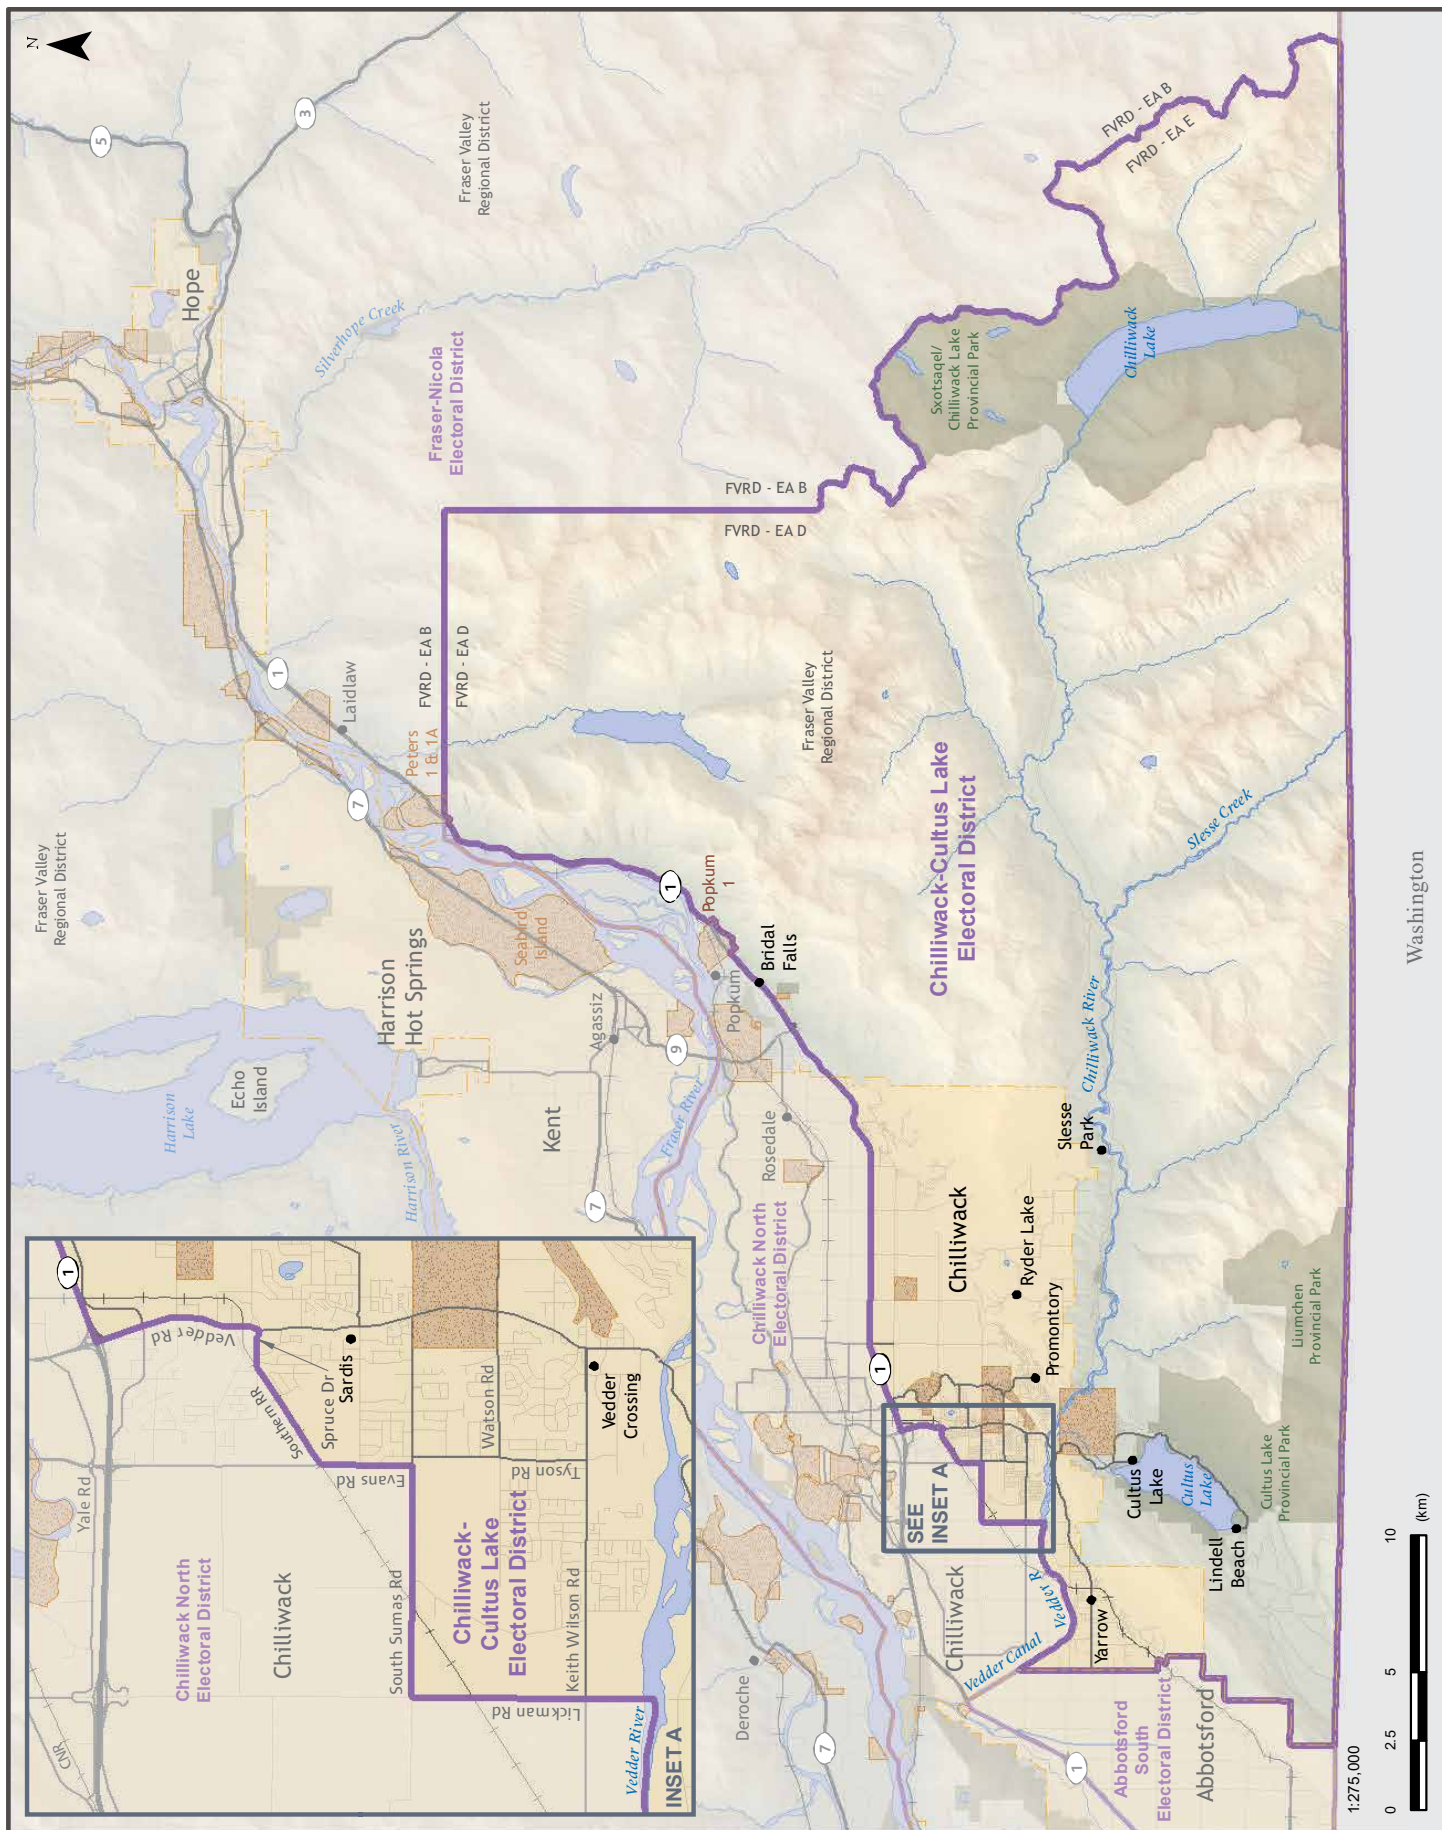 N
5
3
Fraser Valley
Regional District
Hope
Silverhope Creek
Fraser-Nicola
Electoral District
FVRD - EA B
FVRD - EA E
Sxotsaqel/
Chilliwack Lake
Provincial Park
Chilliwack
Lake
FVRD - EA B
FVRD - EA D
1
Laidlaw
FVRD - EA B
FVRD - EA D
Peters
1 & 1A
7
Fraser Valley
Regional District
Fraser Valley
Regional District
Chilliwack-Cultus Lake
Electoral District
Slesse Creek
Harrison
Hot Springs
Seabird
Island
1
Popkum
1
Popkum
Bridal
Falls
Agassiz
9
Harrison
Lake
Echo
Island
Harrison River
Kent
7
Fraser River
Rosedale
Chilliwack River
Slesse
Park
Chilliwack North
Electoral District
Chilliwack
Ryder Lake
Promontory
1
Liumchen
Provincial Park
Cultus Lake
Provincial Park
Cultus
Lake
Cultus
Lake
Lindell
Beach
SEE
INSET A
Chilliwack
Vedder R.
Vedder Canal
Yarrow
Deroche
7
1
Abbotsford
South
Electoral District
Abbotsford
Washington
1
Vedder Rd
Southern RR
Spruce Dr
Sardis
Yale Rd
Evans Rd
Watson Rd
Tyson Rd
Vedder
Crossing
Chilliwack North
Electoral District
Chilliwack
South Sumas Rd
Chilliwack-
Cultus Lake
Electoral District
Keith Wilson Rd
Lickman Rd
CNR
Vedder River
INSET A
1:275,000
0
2.5
5
10
(km)